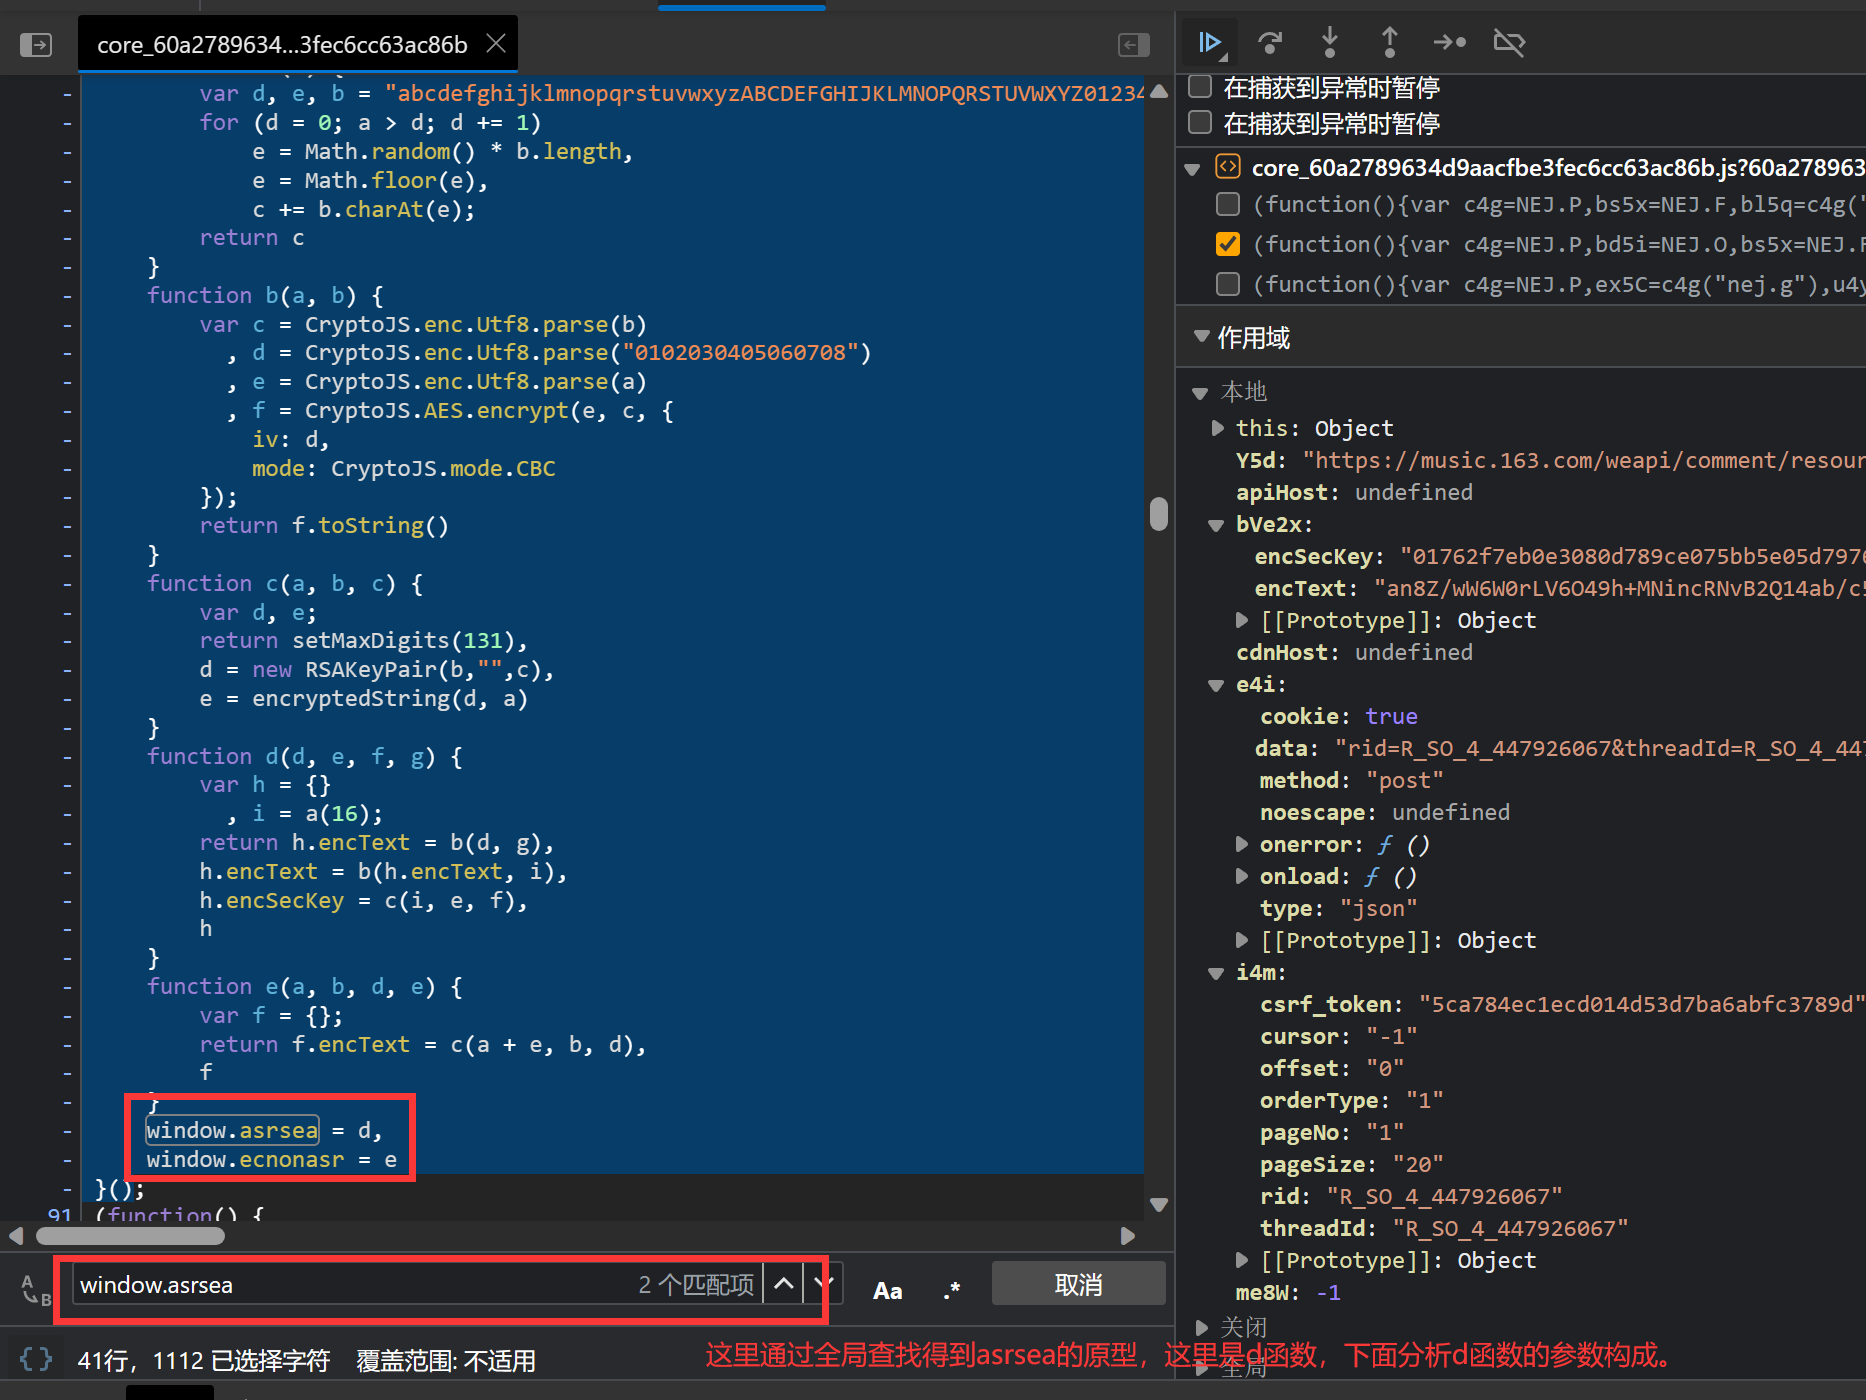 core_60a2789634...3fec6cc63ac86b
var d, e, b = "abcdefghijklmnopqrstuvwxyzABCDEFGHIJKLMNOPQRSTUVWXYZ01234
for (d = 0; a > d; d += 1)
e = Math.random() * b.length,
e = Math.floor(e),
c += b.charAt(e);
return c
}
function b(a, b) {
var c = CryptoJS.enc.Utf8.parse(b)
, d = CryptoJS.enc.Utf8.parse("0102030405060708")
, e = CryptoJS.enc.Utf8.parse(a)
, f = CryptoJS.AES.encrypt(e, c, {
iv: d,
mode: CryptoJS.mode.CBC
});
return f.toString()
}
function c(a, b, c) {
var d, e;
return setMaxDigits(131),
d = new RSAKeyPair(b,"",c),
e = encryptedString(d, a)
}
function d(d, e, f, g) {
var h = {}
, i = a(16);
return h.encText = b(d, g),
h.encText = b(h.encText, i),
h.encSecKey = c(i, e, f),
h
}
function e(a, b, d, e) {
var f = {};
return f.encText = c(a + e, b, d),
f
}
window.asrsea = d,
window.ecnonasr = e
}();
91 (function() {
window.asrsea 2 个匹配项 Aa .* 取消
{} 41行，1112 已选择字符 覆盖范围: 不适用
在捕获到异常时暂停
在捕获到异常时暂停
core_60a2789634d9aacfbe3fec6cc63ac86b.js?60a278963
(function(){var c4g=NEJ.P,bs5x=NEJ.F,bl5q=c4g("
(function(){var c4g=NEJ.P,bd5i=NEJ.O,bs5x=NEJ.F
(function(){var c4g=NEJ.P,ex5C=c4g("nej.g"),u4y
作用域
本地
this: Object
Y5d: "https://music.163.com/weapi/comment/resour
apiHost: undefined
bVe2x:
encSecKey: "01762f7eb0e3080d789ce075bb5e05d7976
encText: "an8Z/wW6W0rLV6O49h+MNincRNvB2Q14ab/c5
[[Prototype]]: Object
cdnHost: undefined
e4i:
cookie: true
data: "rid=R_SO_4_447926067&threadId=R_SO_4_447
method: "post"
noescape: undefined
onerror: ƒ ()
onload: ƒ ()
type: "json"
[[Prototype]]: Object
i4m:
csrf_token: "5ca784ec1ecd014d53d7ba6abfc3789d"
cursor: "-1"
offset: "0"
orderType: "1"
pageNo: "1"
pageSize: "20"
rid: "R_SO_4_447926067"
threadId: "R_SO_4_447926067"
[[Prototype]]: Object
me8W: -1
关闭
全局
这里通过全局查找得到asrsea的原型，这里是d函数，下面分析d函数的参数构成。